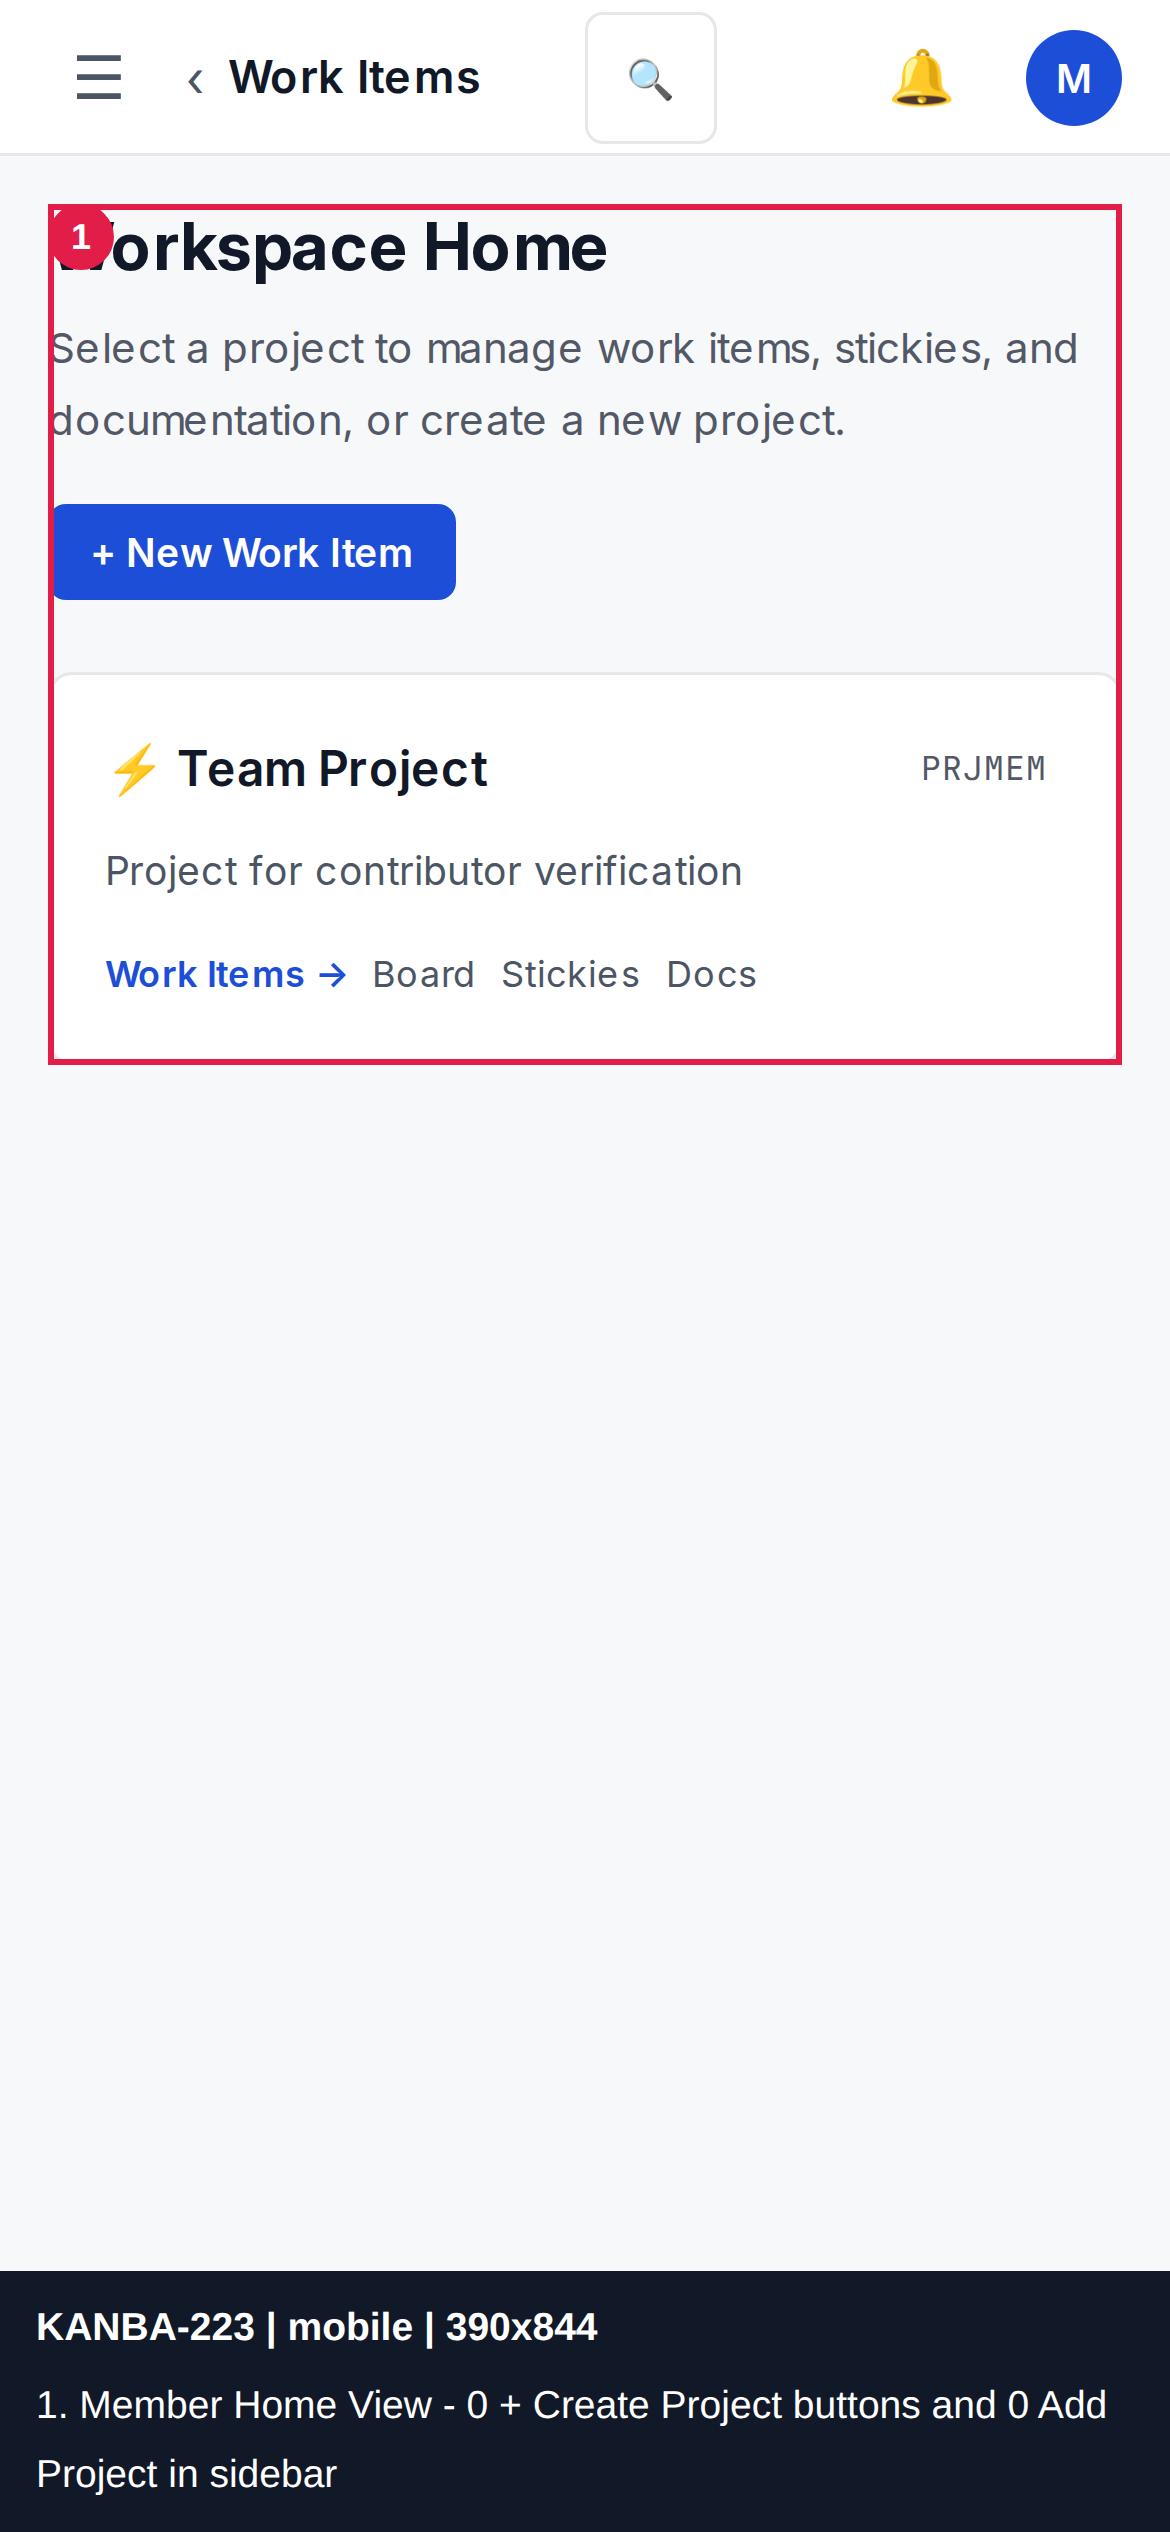 ☰ ‹ Work Items 🔍 🔔 M
1
Workspace Home
Select a project to manage work items, stickies, and
documentation, or create a new project.
+ New Work Item
⚡ Team Project PRJMEM
Project for contributor verification
Work Items → Board Stickies Docs
KANBA-223 | mobile | 390x844
1. Member Home View - 0 + Create Project buttons and 0 Add
Project in sidebar